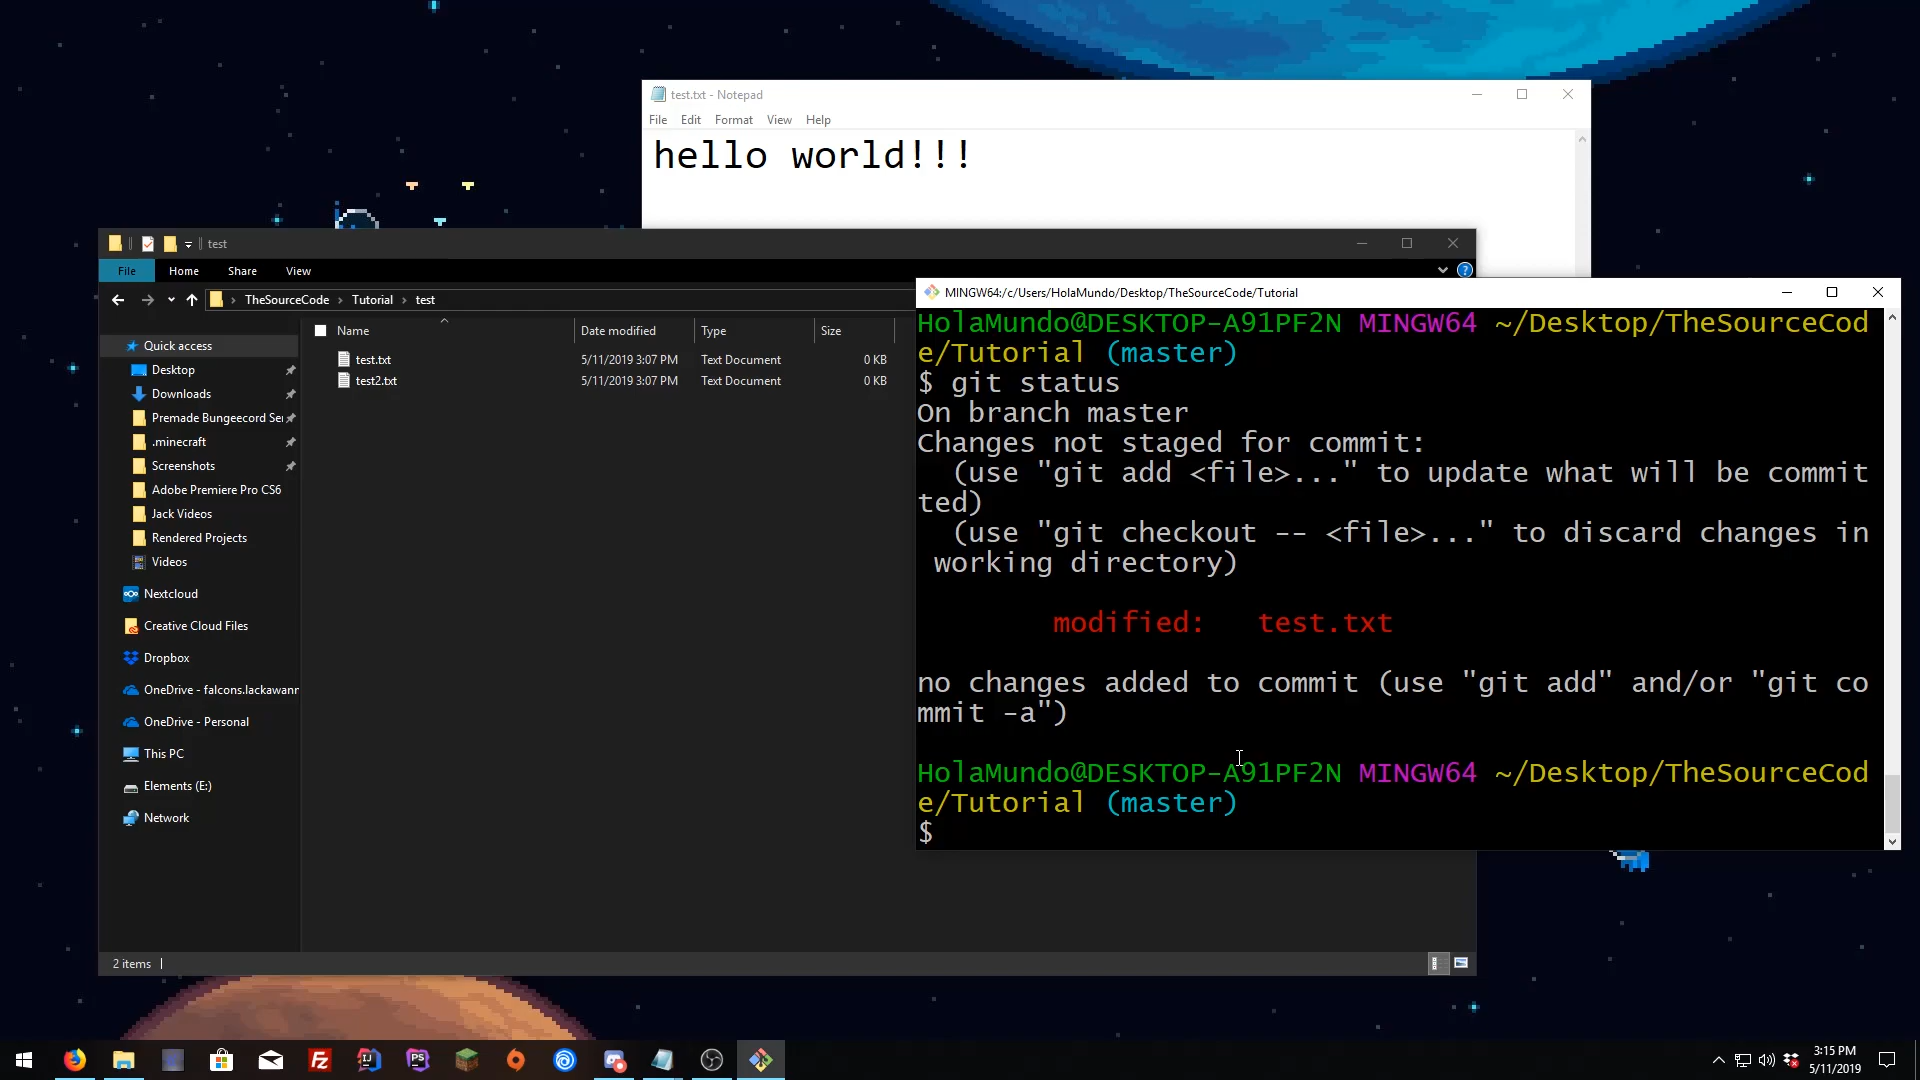 test.txt - Notepad
File Edit Format View Help
hello world!!!
test
File Home Share View
TheSourceCode Tutorial test
Name Date modified Type Size
test.txt 5/11/2019 3:07 PM Text Document 0 KB
test2.txt 5/11/2019 3:07 PM Text Document 0 KB
Quick access
Desktop
Downloads
Premade Bungeecord Ser
.minecraft
Screenshots
Adobe Premiere Pro CS6
Jack Videos
Rendered Projects
Videos
Nextcloud
Creative Cloud Files
Dropbox
OneDrive - falcons.lackawann
OneDrive - Personal
This PC
Elements (E:)
Network
2 items
MINGW64:/c/Users/HolaMundo/Desktop/TheSourceCode/Tutorial
HolaMundo@DESKTOP-A91PF2N MINGW64 ~/Desktop/TheSourceCod
e/Tutorial (master)
$ git status
On branch master
Changes not staged for commit:
(use "git add <file>..." to update what will be commit
ted)
(use "git checkout -- <file>..." to discard changes in
working directory)
modified: test.txt
no changes added to commit (use "git add" and/or "git co
mmit -a")
HolaMundo@DESKTOP-A91PF2N MINGW64 ~/Desktop/TheSourceCod
e/Tutorial (master)
$
3:15 PM
5/11/2019